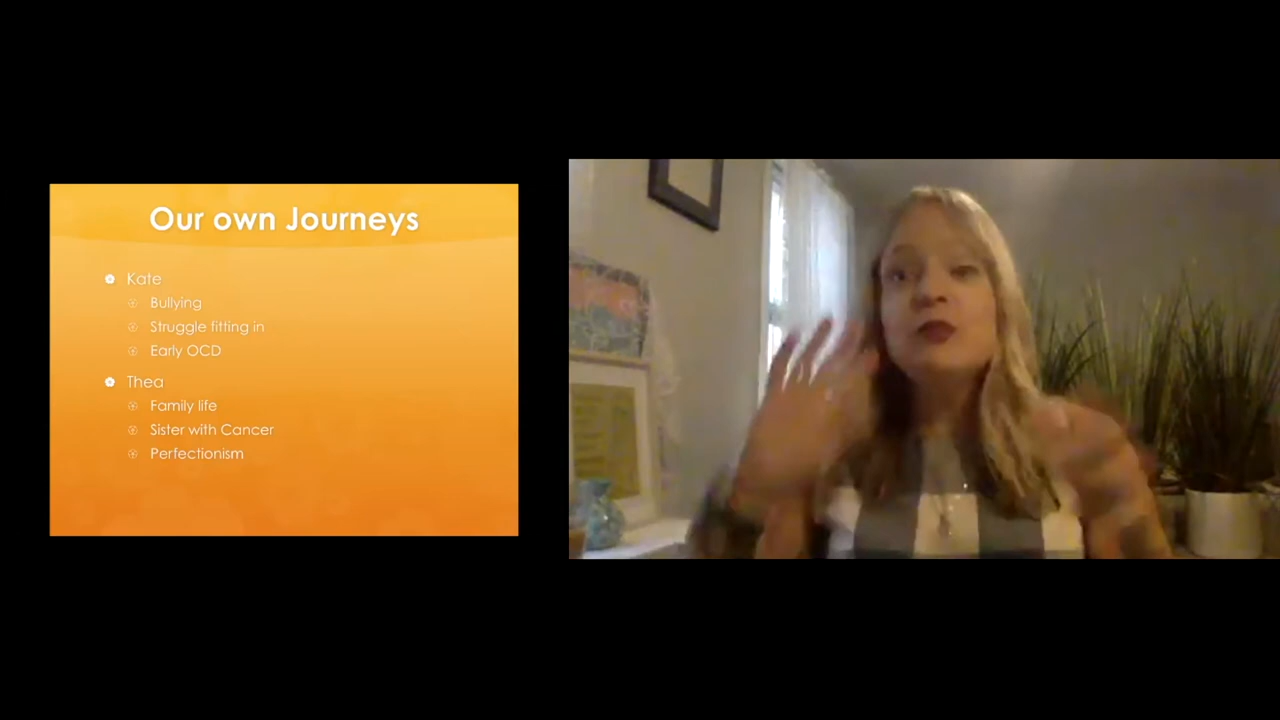 Our own Journeys
Kate
Bullying
Struggle fitting in
Early OCD
Thea
Family life
Sister with Cancer
Perfectionism